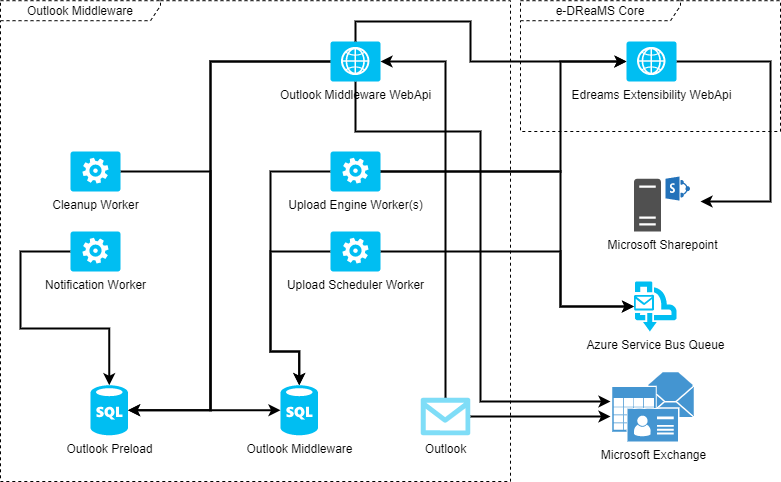 Outlook Middleware
e-DReaMS Core
Outlook Middleware WebApi
Edreams Extensibility WebApi
Cleanup Worker
Upload Engine Worker(s)
S
Microsoft Sharepoint
Notification Worker
Upload Scheduler Worker
Azure Service Bus Queue
SQL
SQL
Outlook Preload
Outlook Middleware
Outlook
Microsoft Exchange